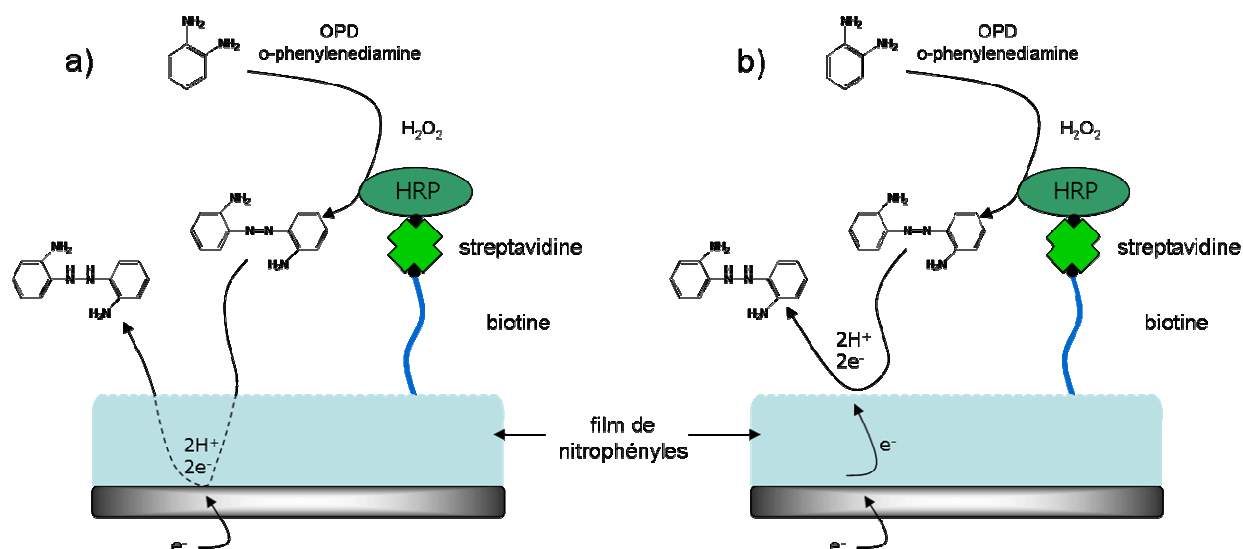 a)
NH₂
NH₂
OPD
o-phenylenediamine
H₂O₂
HRP
NH₂
N=N
H₂N
streptavidine
NH₂
H H
N-N
H₂N
biotine
2H⁺
2e⁻
e⁻
film de
nitrophényles
b)
NH₂
NH₂
OPD
o-phenylenediamine
H₂O₂
HRP
NH₂
N=N
H₂N
streptavidine
NH₂
H H
N-N
H₂N
biotine
2H⁺
2e⁻
e⁻
e⁻